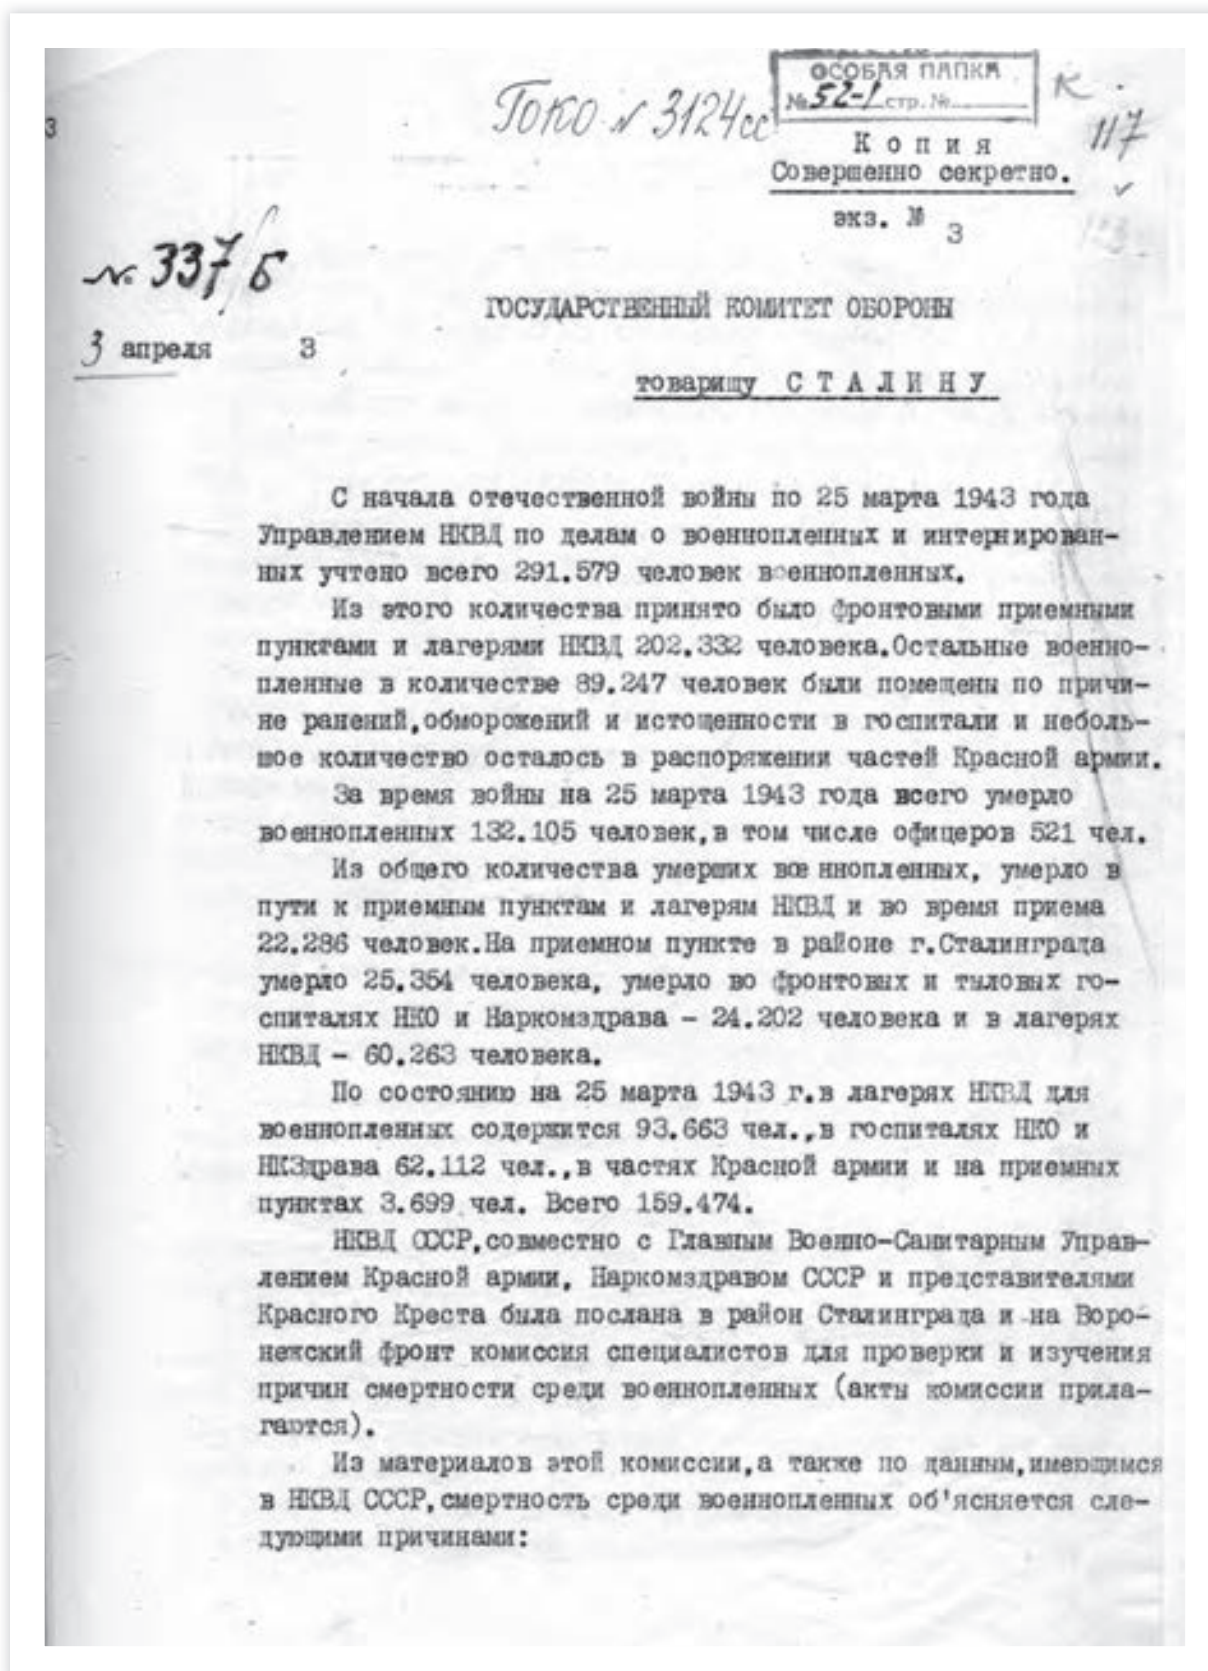 ОСОБАЯ ПАПКА
№ 52-1 стр. №
ГОКО № 3124сс
К
117
Копия
Совершенно секретно.
экз. № 3
3
№ 337/Б
3 апреля 3
ГОСУДАРСТВЕННЫЙ КОМИТЕТ ОБОРОНЫ
товарищу СТАЛИНУ
С начала отечественной войны по 25 марта 1943 года
Управлением НКВД по делам о военнопленных и интернирован-
ных учтено всего 291.579 человек военнопленных.
Из этого количества принято было фронтовыми приемными
пунктами и лагерями НКВД 202.332 человека.Остальные военно-
пленные в количестве 89.247 человек были помещены по причи-
не ранений,обморожений и истощенности в госпитали и неболь-
шое количество осталось в распоряжении частей Красной армии.
За время войны на 25 марта 1943 года всего умерло
военнопленных 132.105 человек,в том числе офицеров 521 чел.
Из общего количества умерших военнопленных, умерло в
пути к приемным пунктам и лагерям НКВД и во время приема
22.286 человек.На приемном пункте в районе г.Сталинграда
умерло 25.354 человека, умерло во фронтовых и тыловых го-
спиталях НКО и Наркомздрава - 24.202 человека и в лагерях
НКВД - 60.263 человека.
По состоянию на 25 марта 1943 г.в лагерях НКВД для
военнопленных содержится 93.663 чел.,в госпиталях НКО и
НКЗдрава 62.112 чел.,в частях Красной армии и на приемных
пунктах 3.699 чел. Всего 159.474.
НКВД СССР,совместно с Главным Военно-Санитарным Управ-
лением Красной армии, Наркомздравом СССР и представителями
Красного Креста была послана в район Сталинграда и на Воро-
нежский фронт комиссия специалистов для проверки и изучения
причин смертности среди военнопленных (акты комиссии прила-
гаются).
Из материалов этой комиссии,а также по данным,имеющимся
в НКВД СССР,смертность среди военнопленных об'ясняется сле-
дующими причинами: